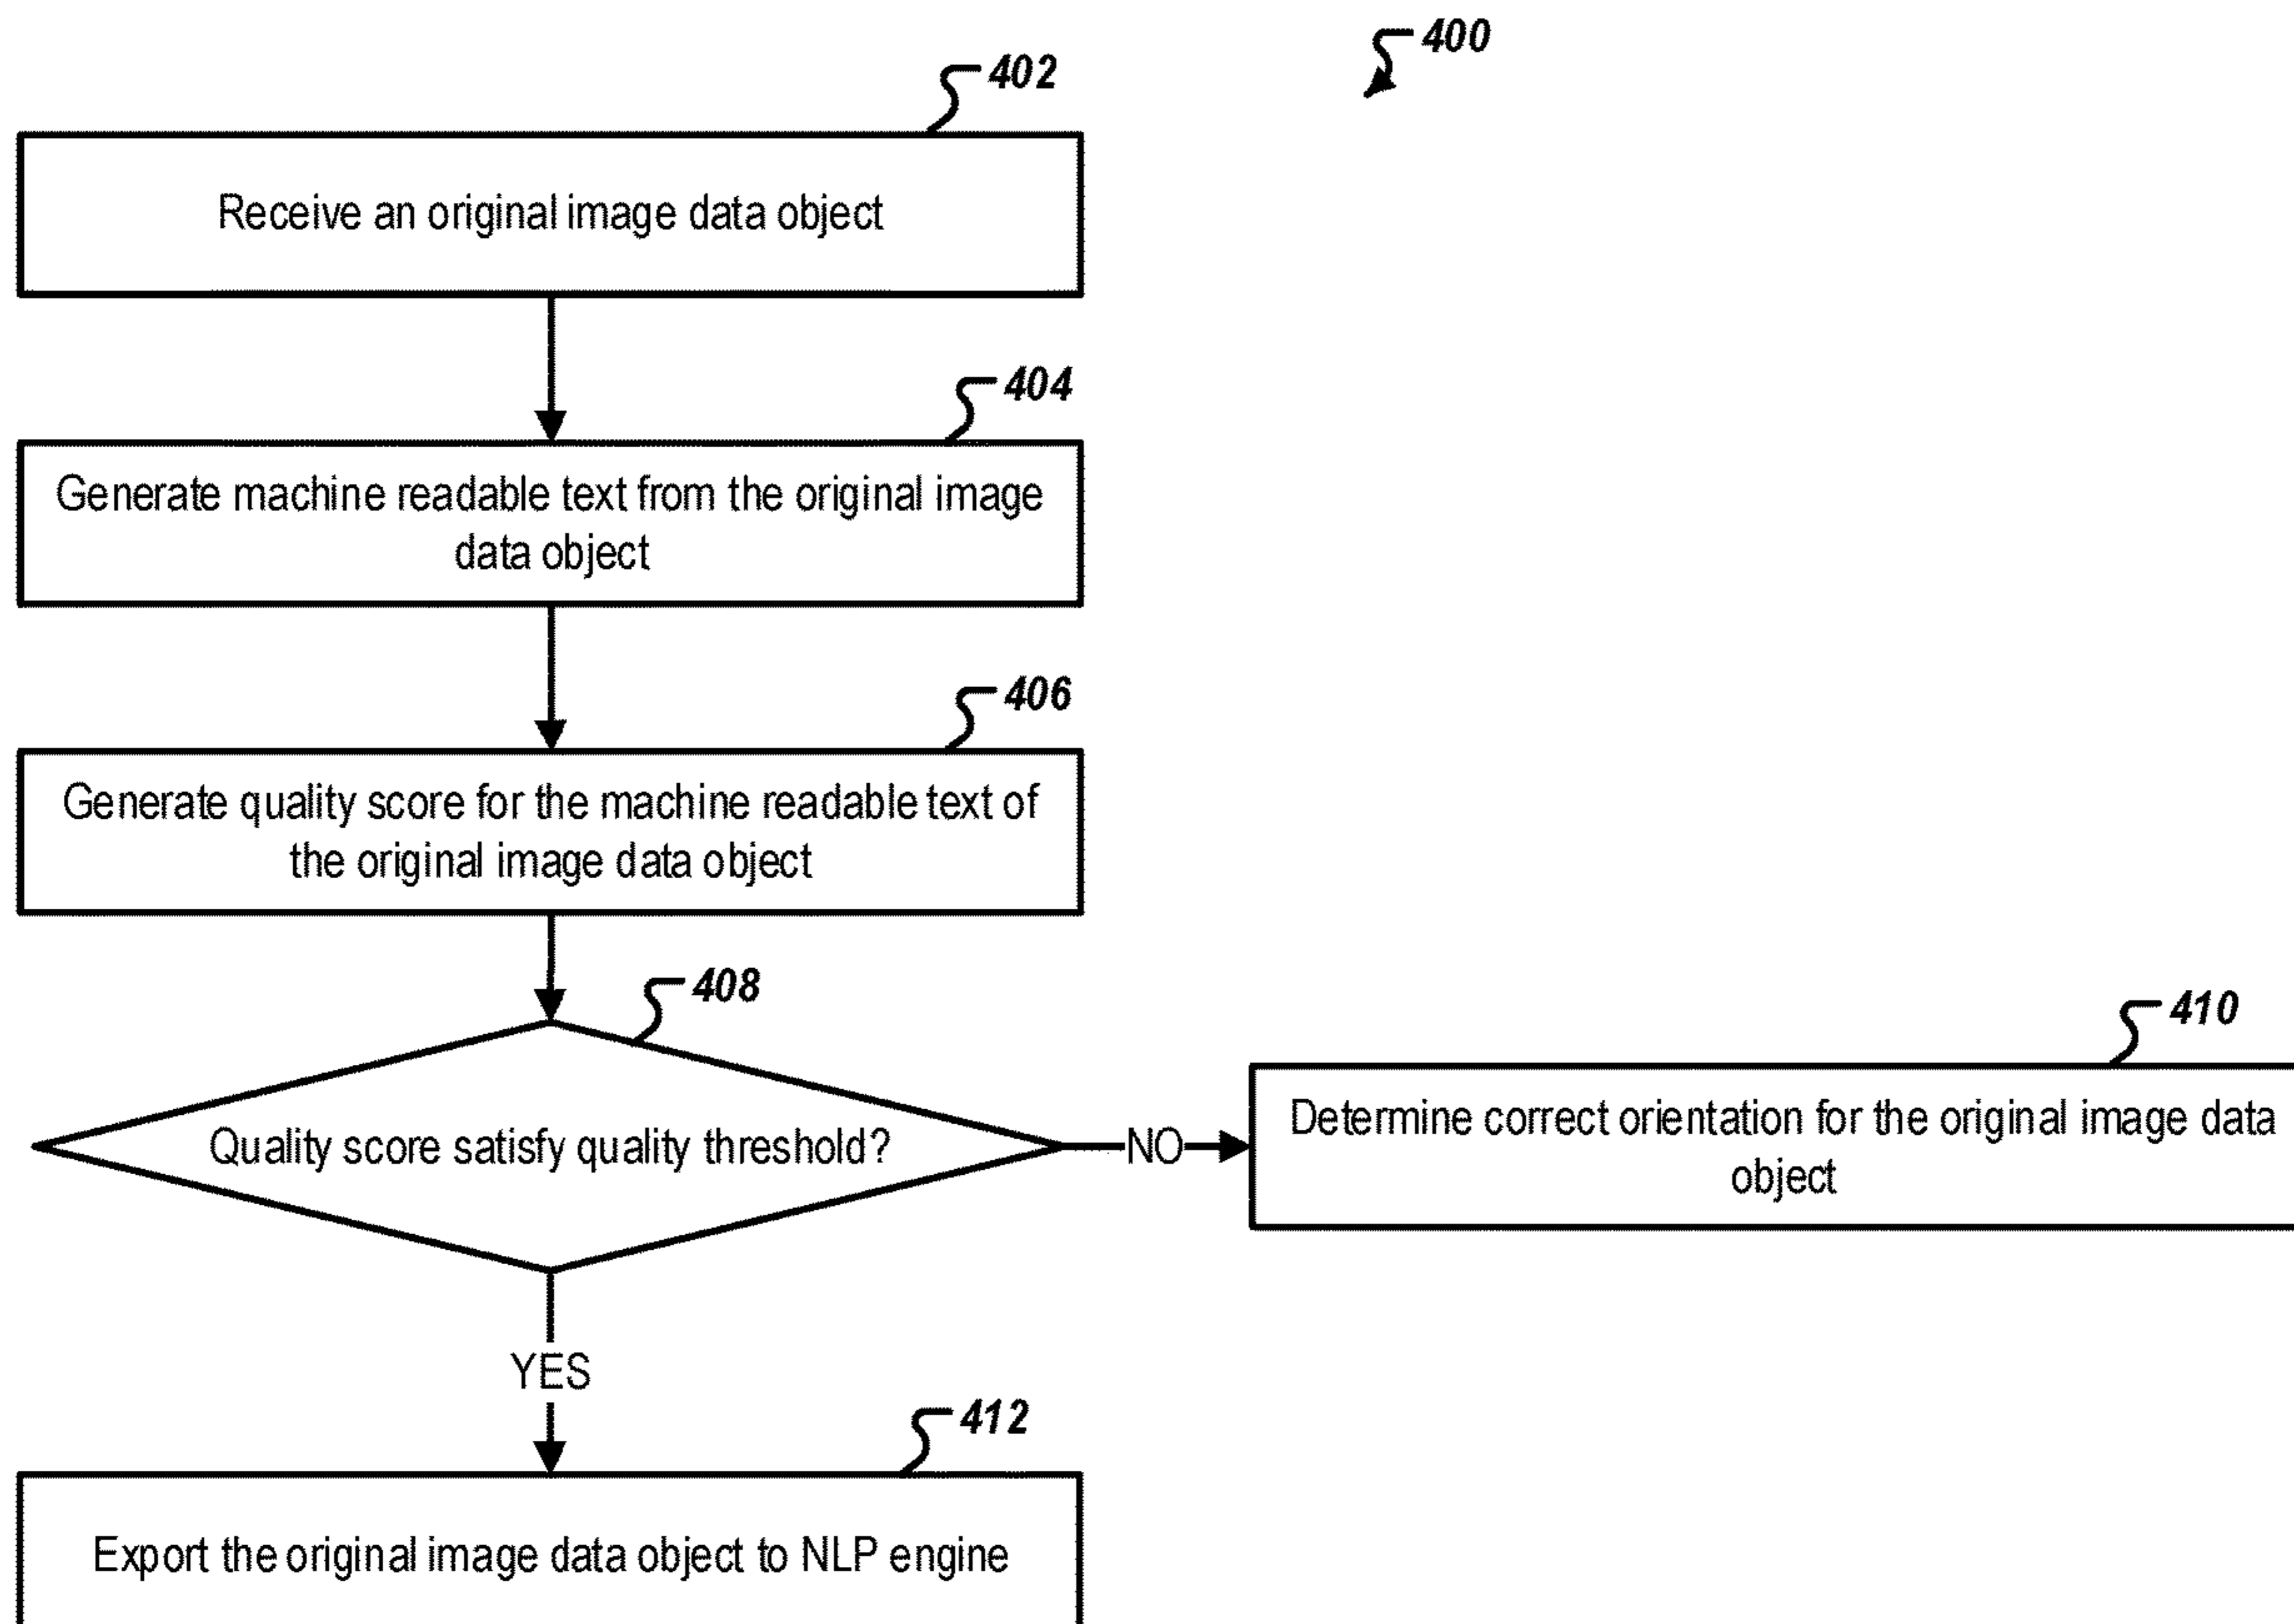 400
402
Receive an original image data object
404
Generate machine readable text from the original image
data object
406
Generate quality score for the machine readable text of
the original image data object
408
Quality score satisfy quality threshold?
NO
410
Determine correct orientation for the original image data
object
YES
412
Export the original image data object to NLP engine